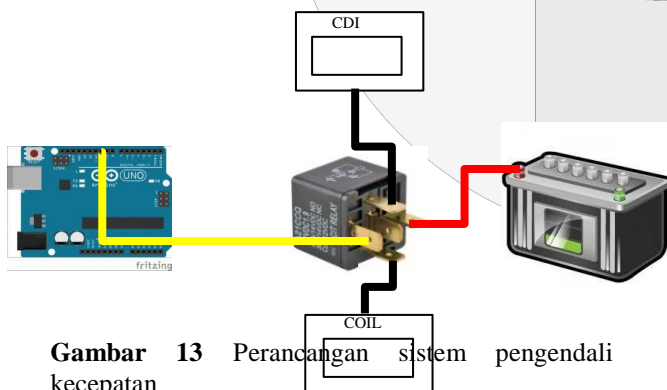 CDI
UNO
fritzing
COIL
Gambar 13 Perancangan sistem pengendali
kecepatan